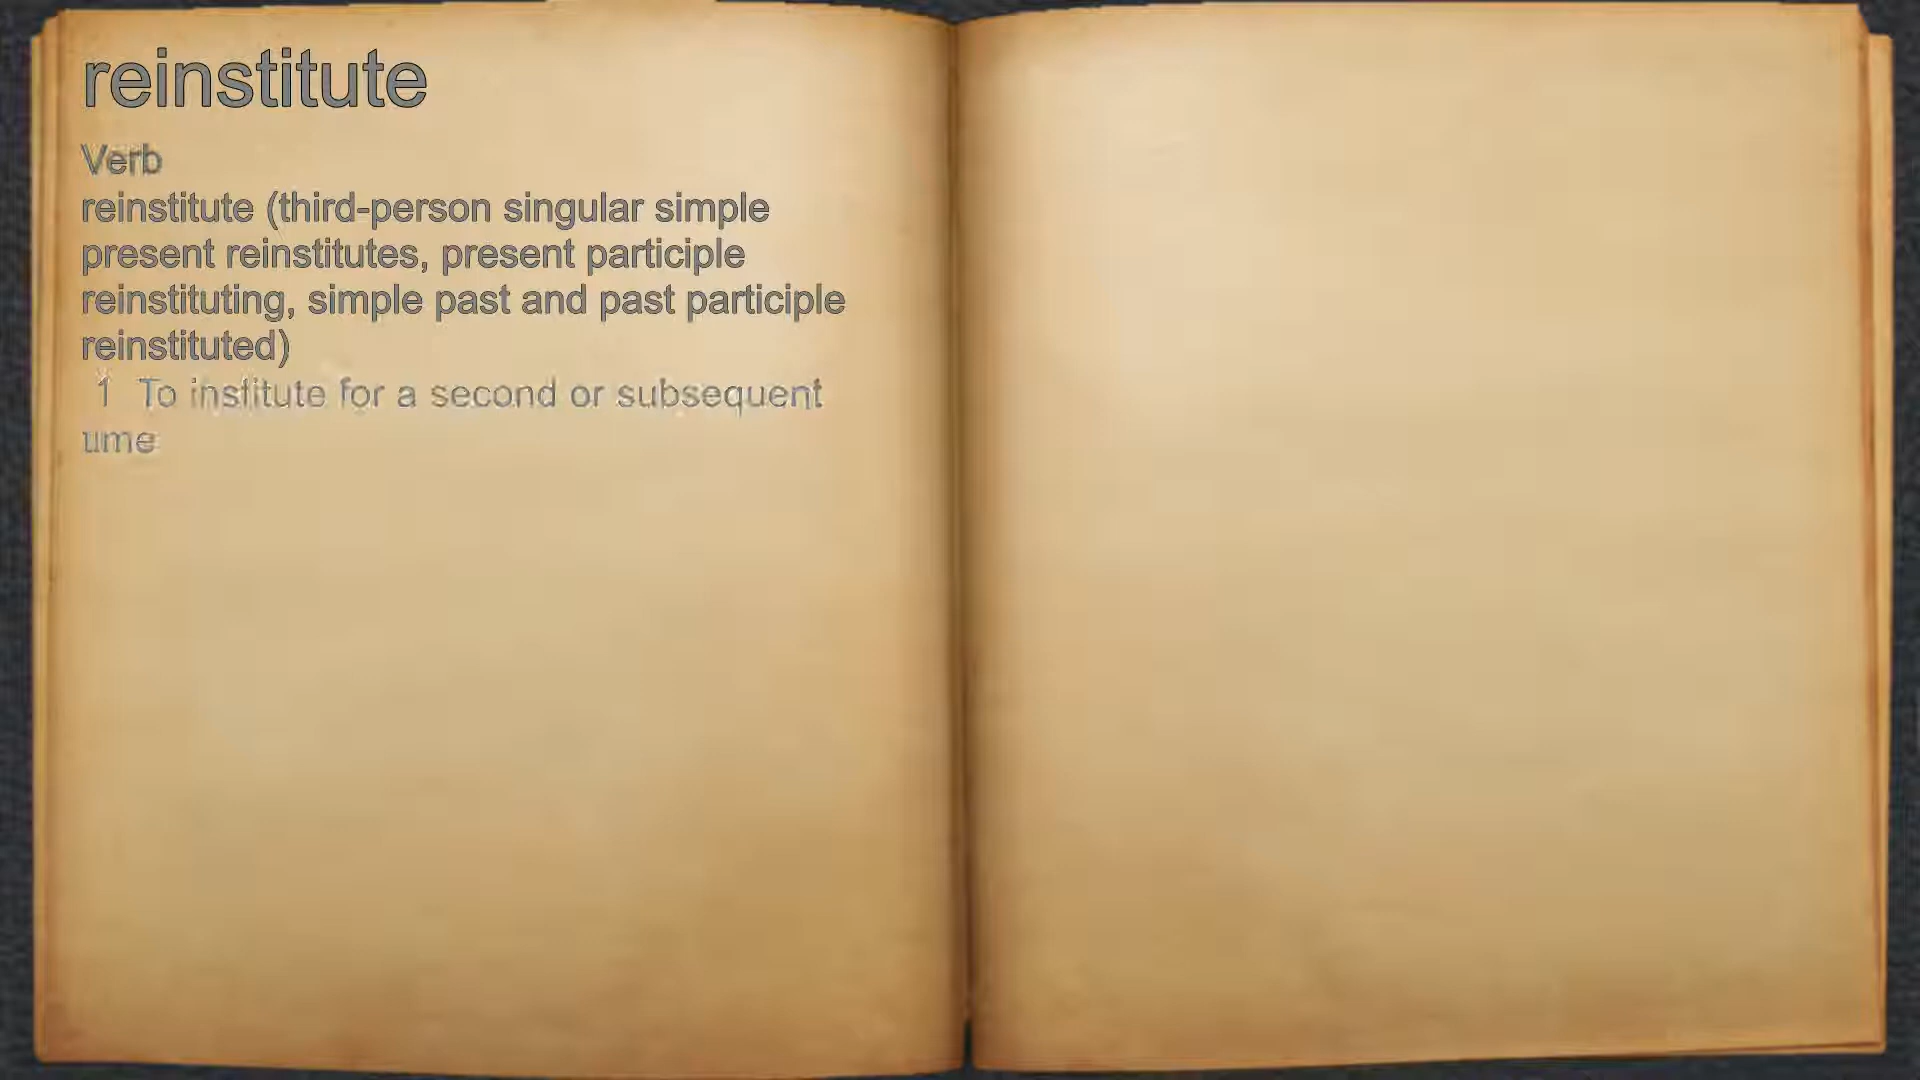 reinstitute
Verb
reinstitute (third-person singular simple
present reinstitutes, present participle
reinstituting, simple past and past participle
reinstituted)
1 To institute for a second or subsequent
ume